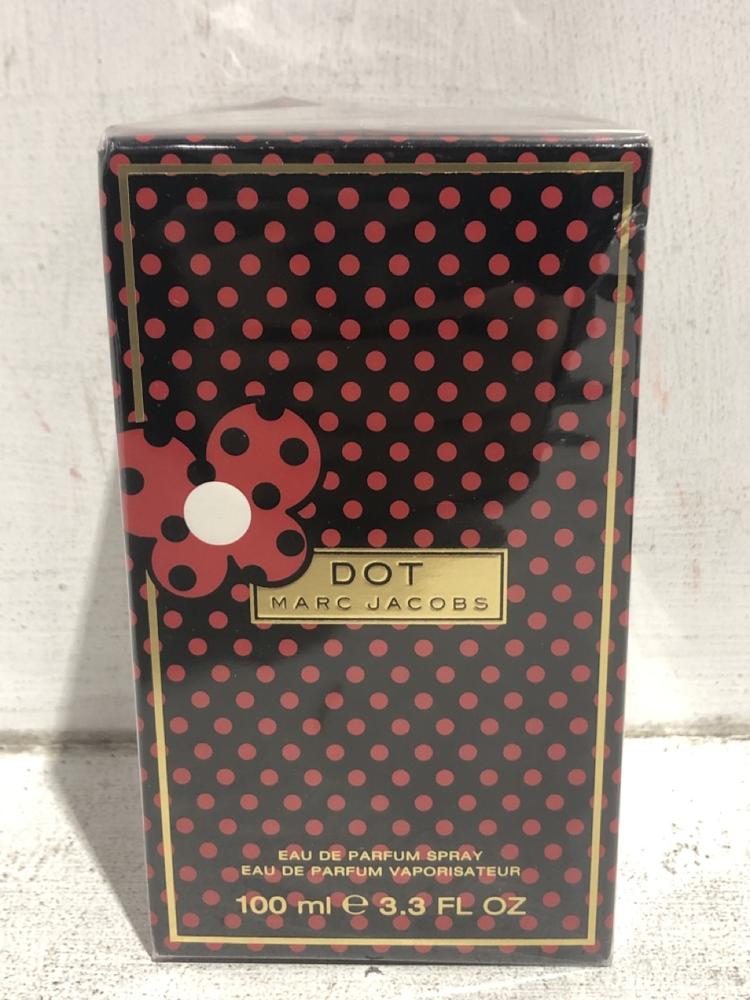 DOT
MARC JACOBS
EAU DE PARFUM SPRAY
EAU DE PARFUM VAPORISATEUR
100 ml ℮ 3.3 FL OZ